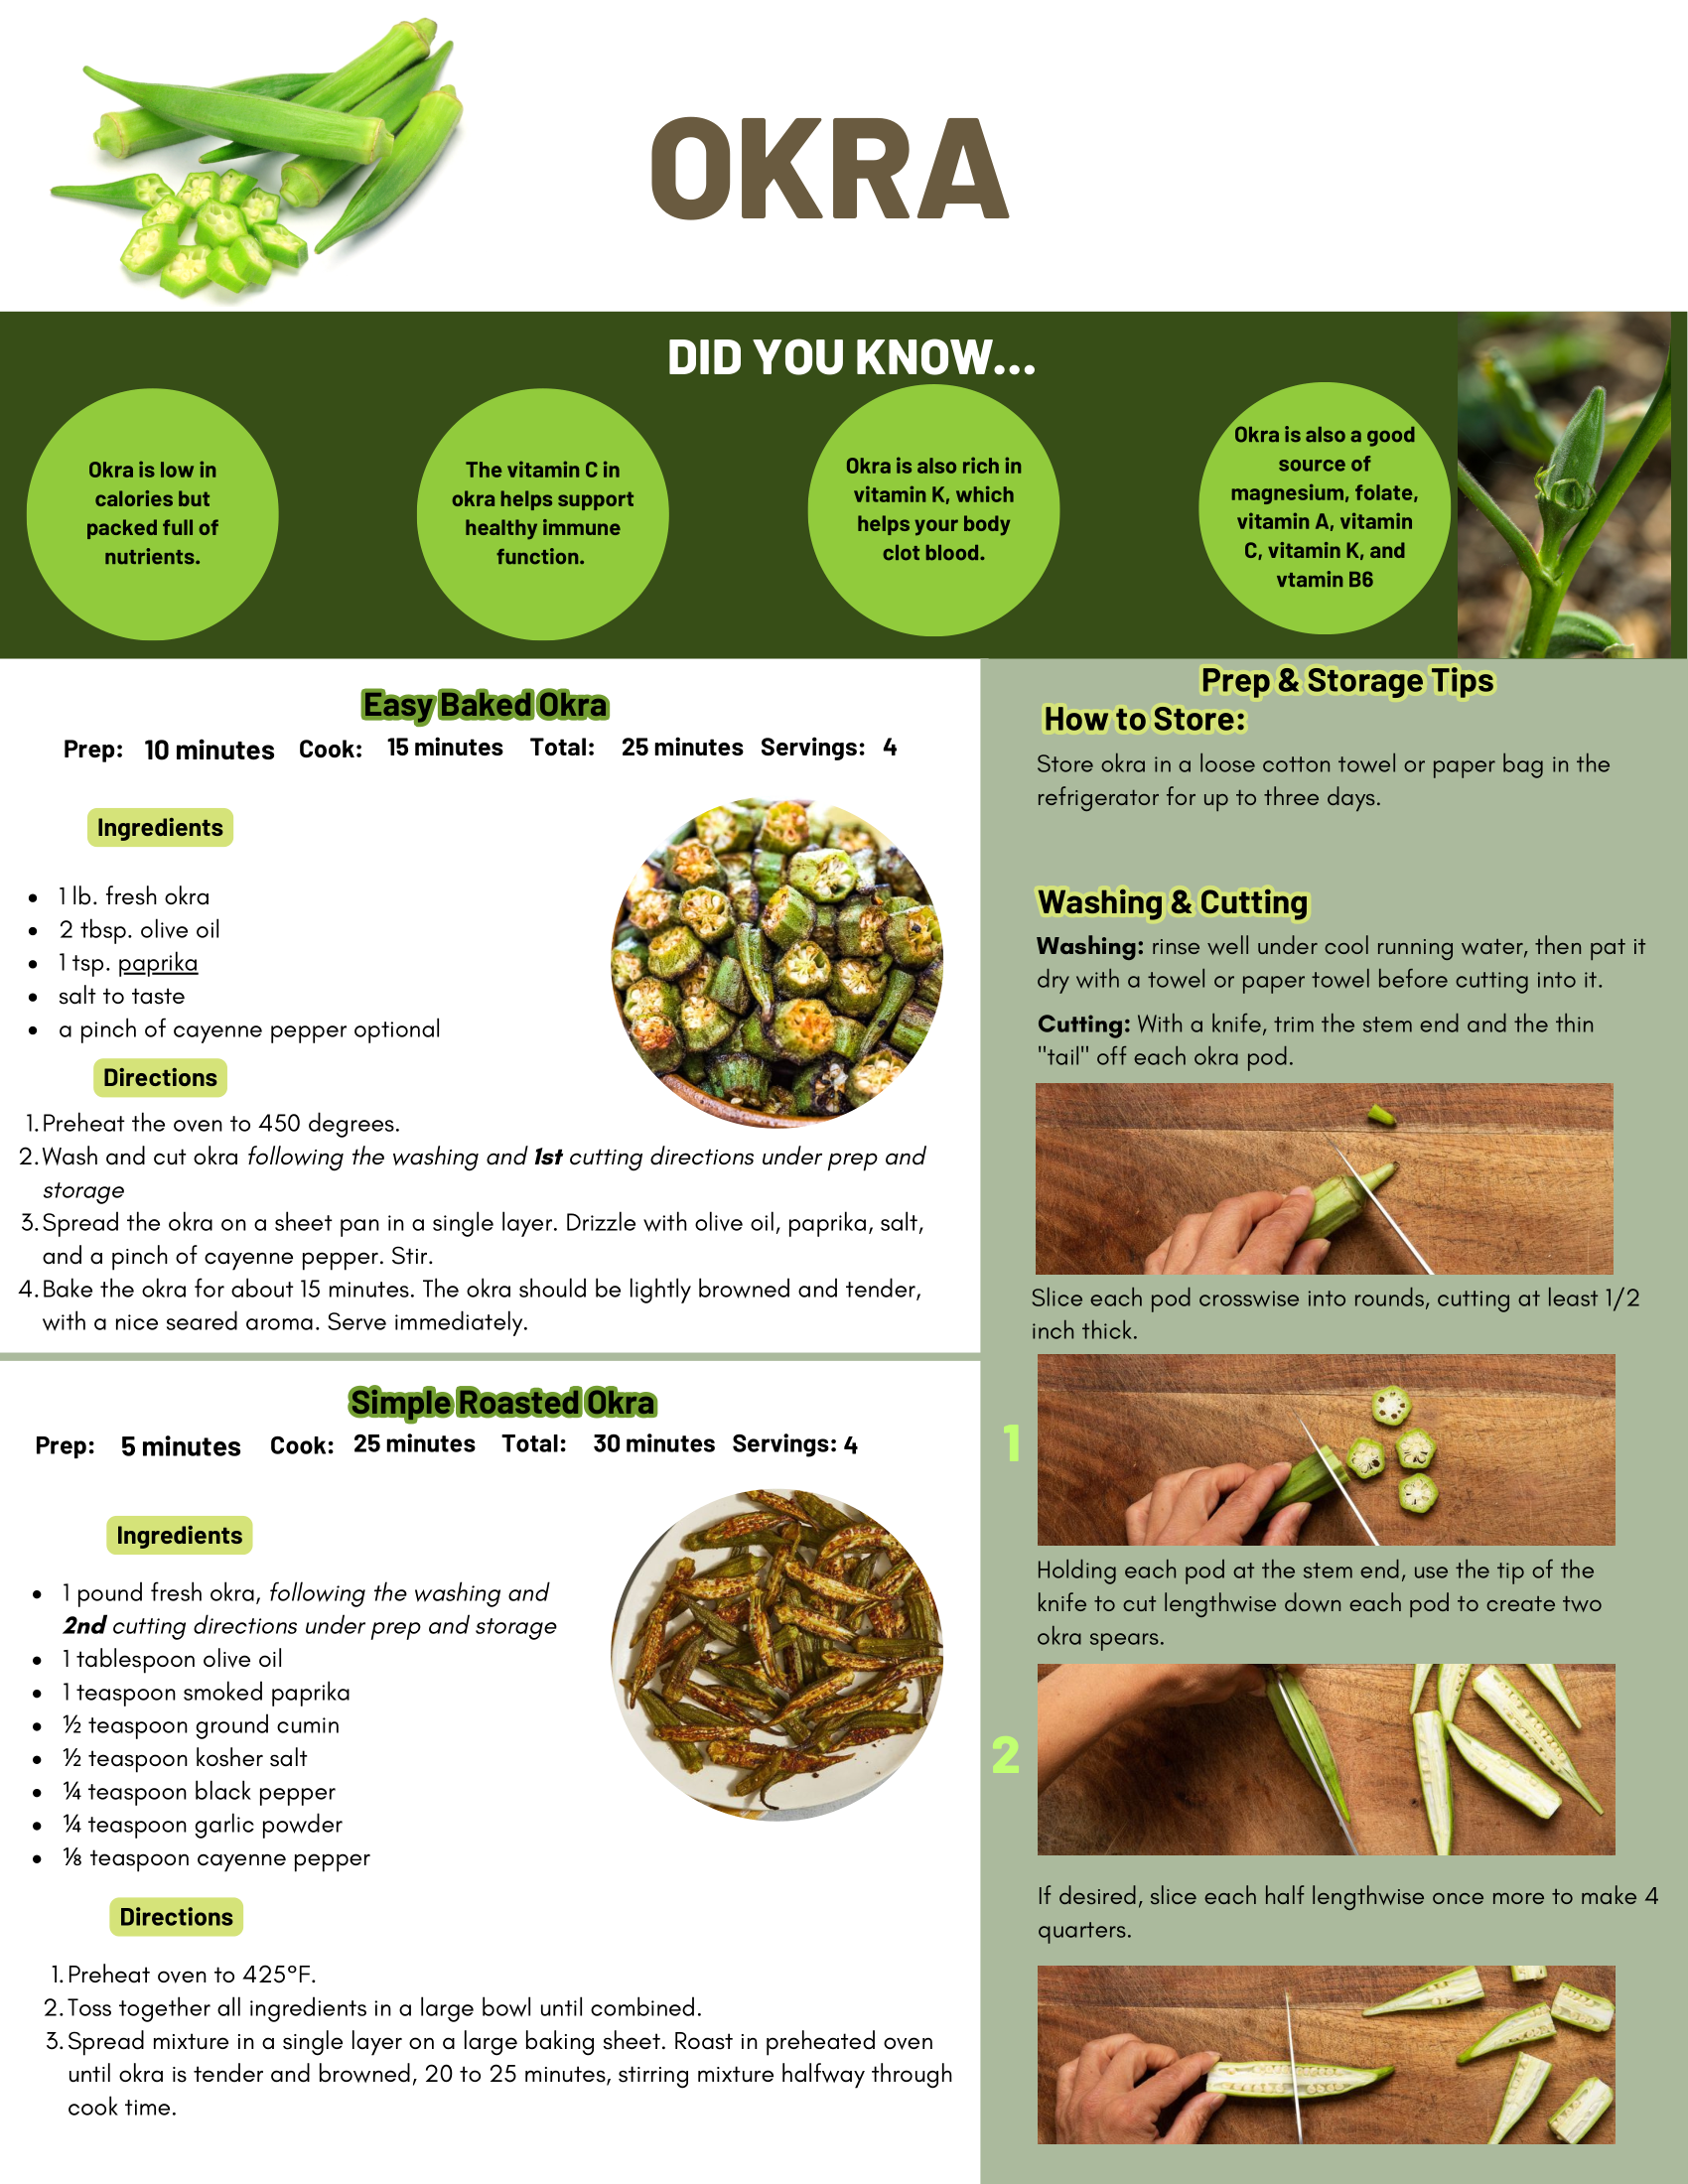 OKRA
DID YOU KNOW...
Okra is low in
calories but
packed full of
nutrients.
The vitamin C in
okra helps support
healthy immune
function.
Okra is also rich in
vitamin K, which
helps your body
clot blood.
Okra is also a good
source of
magnesium, folate,
vitamin A, vitamin
C, vitamin K, and
vtamin B6
Easy Baked Okra
Prep: 10 minutes Cook: 15 minutes Total: 25 minutes Servings: 4
Ingredients
• 1 lb. fresh okra
• 2 tbsp. olive oil
• 1 tsp. paprika
• salt to taste
• a pinch of cayenne pepper optional
Directions
1. Preheat the oven to 450 degrees.
2. Wash and cut okra following the washing and 1st cutting directions under prep and
storage
3. Spread the okra on a sheet pan in a single layer. Drizzle with olive oil, paprika, salt,
and a pinch of cayenne pepper. Stir.
4. Bake the okra for about 15 minutes. The okra should be lightly browned and tender,
with a nice seared aroma. Serve immediately.
Simple Roasted Okra
Prep: 5 minutes Cook: 25 minutes Total: 30 minutes Servings: 4
Ingredients
• 1 pound fresh okra, following the washing and
2nd cutting directions under prep and storage
• 1 tablespoon olive oil
• 1 teaspoon smoked paprika
• ½ teaspoon ground cumin
• ½ teaspoon kosher salt
• ¼ teaspoon black pepper
• ¼ teaspoon garlic powder
• ⅛ teaspoon cayenne pepper
Directions
1. Preheat oven to 425°F.
2. Toss together all ingredients in a large bowl until combined.
3. Spread mixture in a single layer on a large baking sheet. Roast in preheated oven
until okra is tender and browned, 20 to 25 minutes, stirring mixture halfway through
cook time.
Prep & Storage Tips
How to Store:
Store okra in a loose cotton towel or paper bag in the
refrigerator for up to three days.
Washing & Cutting
Washing: rinse well under cool running water, then pat it
dry with a towel or paper towel before cutting into it.
Cutting: With a knife, trim the stem end and the thin
"tail" off each okra pod.
Slice each pod crosswise into rounds, cutting at least 1/2
inch thick.
1
Holding each pod at the stem end, use the tip of the
knife to cut lengthwise down each pod to create two
okra spears.
2
If desired, slice each half lengthwise once more to make 4
quarters.